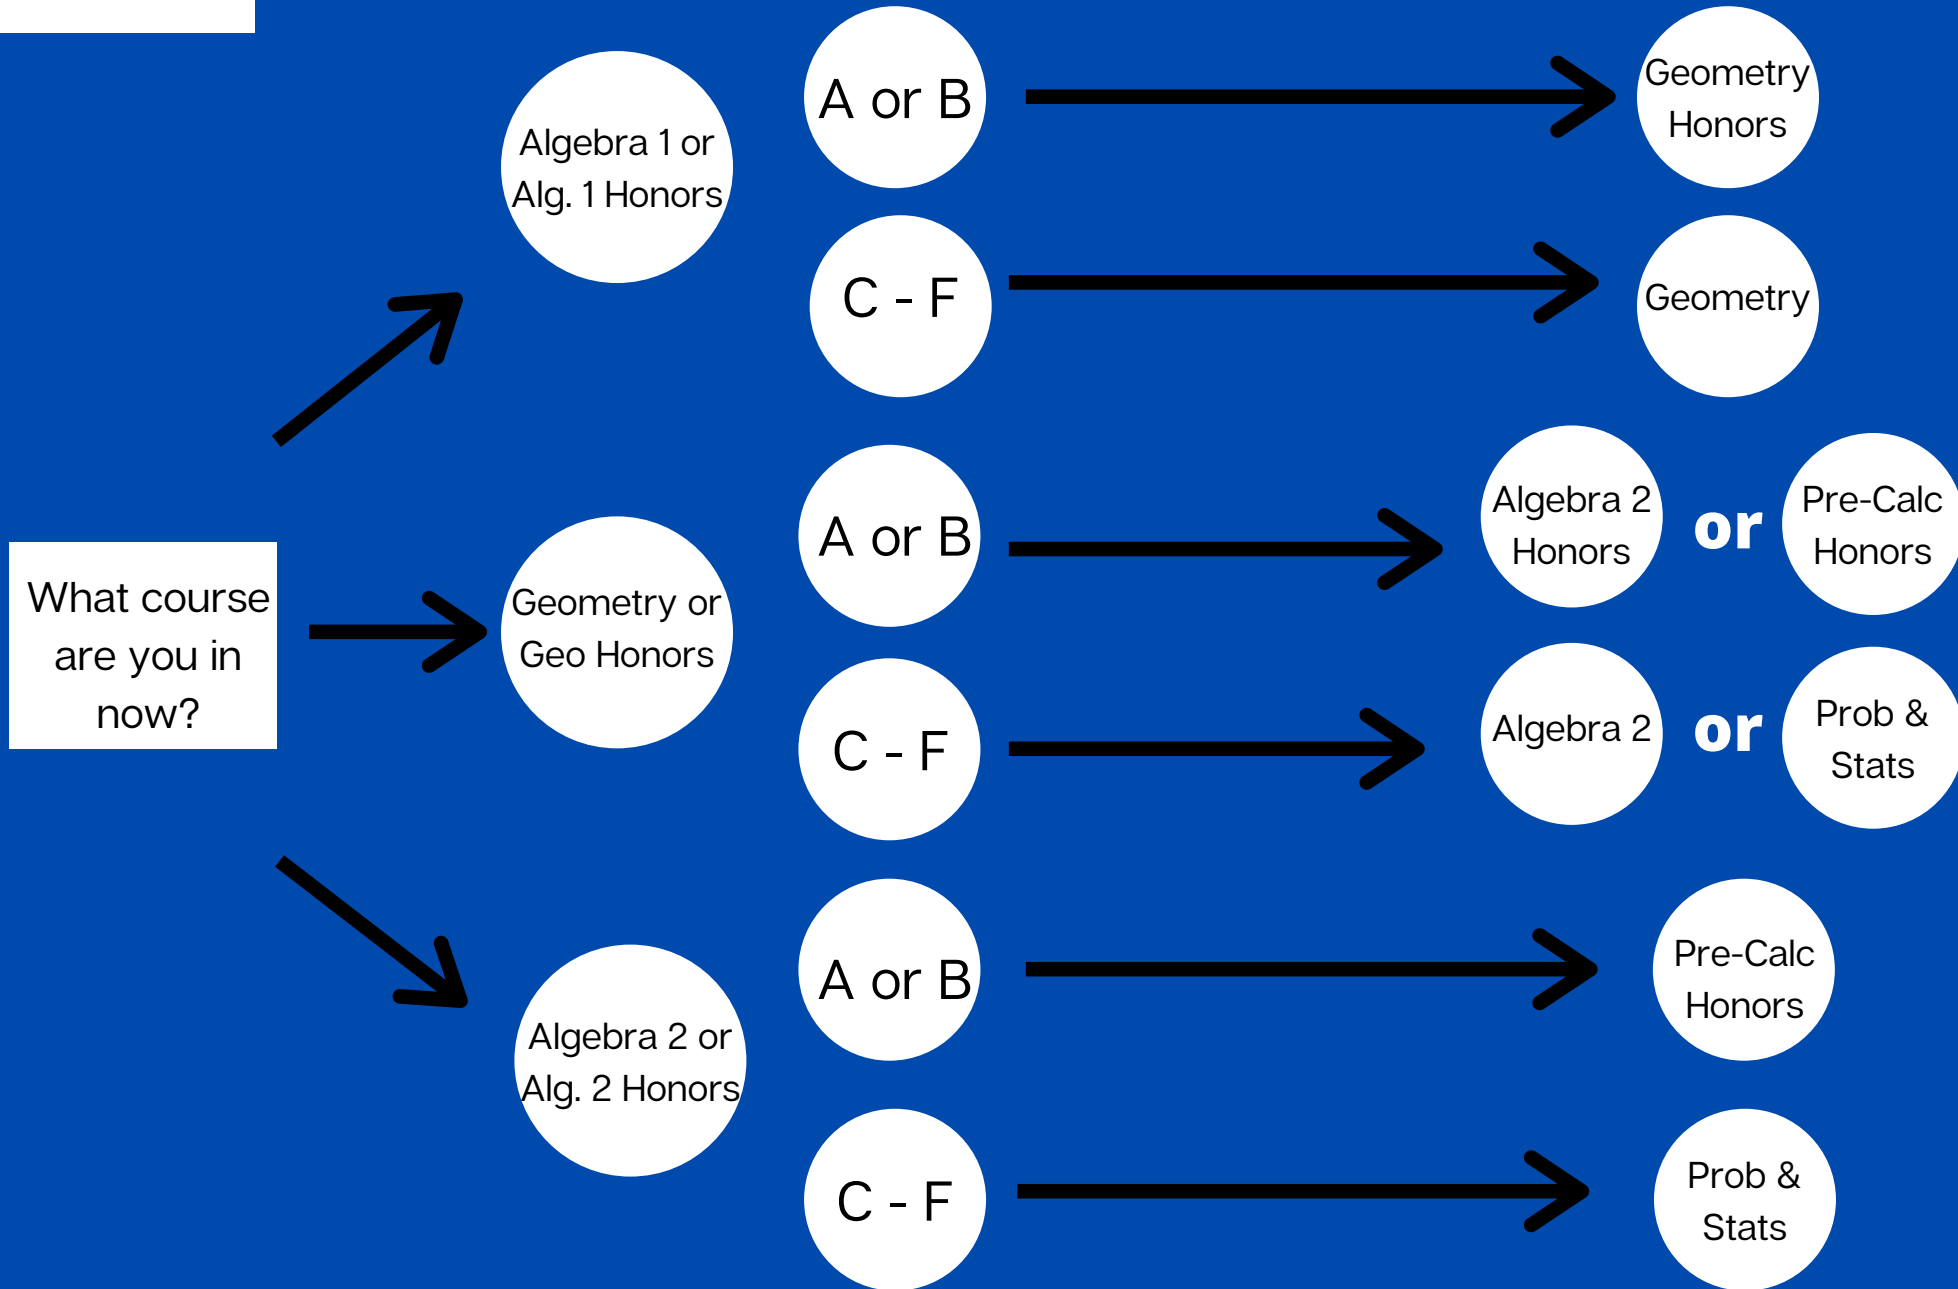 What course
are you in
now?
Algebra 1 or
Alg. 1 Honors
A or B
Geometry
Honors
C - F
Geometry
Geometry or
Geo Honors
A or B
Algebra 2
Honors
or
Pre-Calc
Honors
C - F
Algebra 2
or
Prob &
Stats
Algebra 2 or
Alg. 2 Honors
A or B
Pre-Calc
Honors
C - F
Prob &
Stats